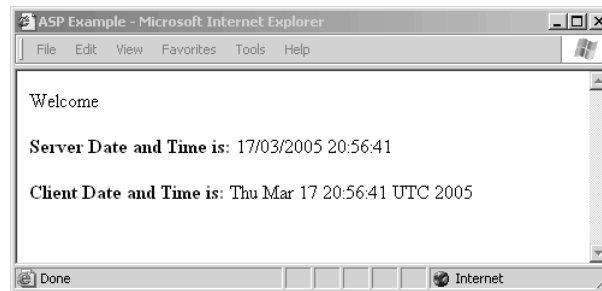 ASP Example - Microsoft Internet Explorer
File Edit View Favorites Tools Help
Welcome
Server Date and Time is: 17/03/2005 20:56:41
Client Date and Time is: Thu Mar 17 20:56:41 UTC 2005
Done Internet